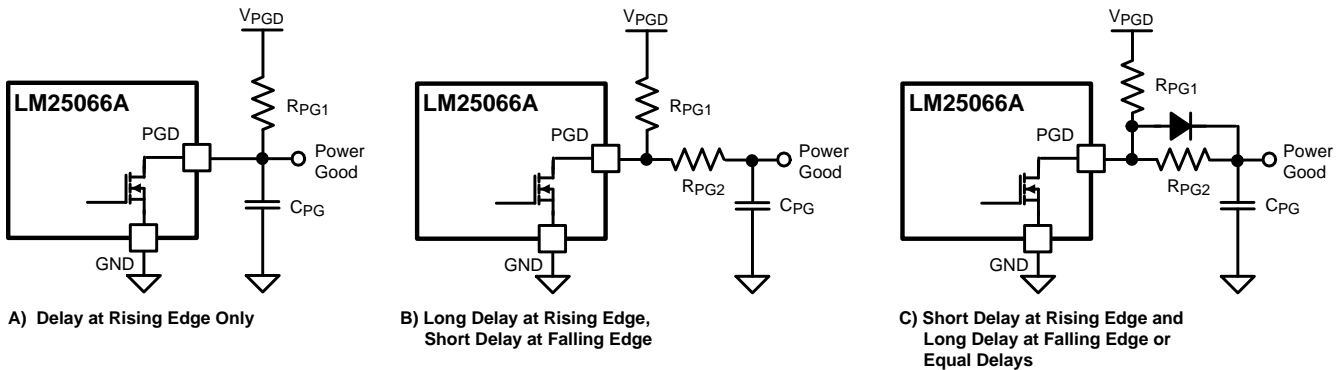 VPGD
LM25066A
RPG1
PGD
Power
Good
CPG
GND
A) Delay at Rising Edge Only
VPGD
LM25066A
RPG1
PGD
Power
Good
RPG2
CPG
GND
B) Long Delay at Rising Edge,
Short Delay at Falling Edge
VPGD
LM25066A
RPG1
PGD
Power
Good
RPG2
CPG
GND
C) Short Delay at Rising Edge and
Long Delay at Falling Edge or
Equal Delays